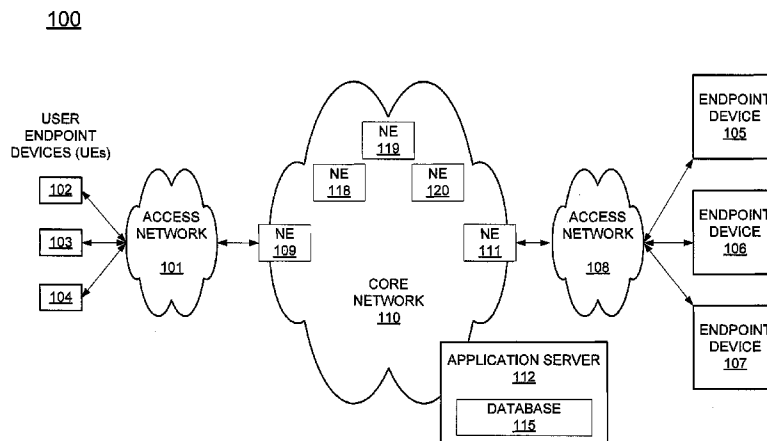 100
USER
ENDPOINT
DEVICES (UEs)
102
103
104
ACCESS
NETWORK
101
NE
109
NE
118
NE
119
NE
120
NE
111
CORE
NETWORK
110
APPLICATION SERVER
112
DATABASE
115
ACCESS
NETWORK
108
ENDPOINT
DEVICE
105
ENDPOINT
DEVICE
106
ENDPOINT
DEVICE
107